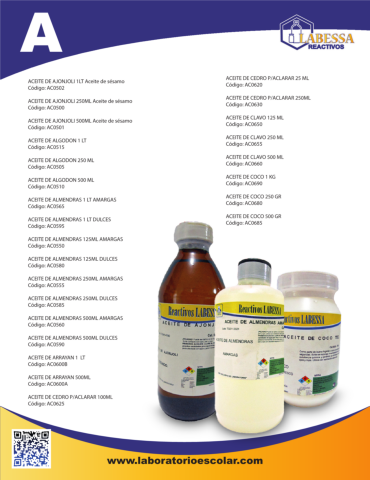 A
LABESSA
REACTIVOS
ACEITE DE AJONJOLI 1LT Aceite de sésamo
Código: AC0502
ACEITE DE AJONJOLI 250ML Aceite de sésamo
Código: AC0500
ACEITE DE AJONJOLI 500ML Aceite de sésamo
Código: AC0501
ACEITE DE ALGODON 1 LT
Código: AC0515
ACEITE DE ALGODON 250 ML
Código: AC0505
ACEITE DE ALGODON 500 ML
Código: AC0510
ACEITE DE ALMENDRAS 1 LT AMARGAS
Código: AC0565
ACEITE DE ALMENDRAS 1 LT DULCES
Código: AC0595
ACEITE DE ALMENDRAS 125ML AMARGAS
Código: AC0550
ACEITE DE ALMENDRAS 125ML DULCES
Código: AC0580
ACEITE DE ALMENDRAS 250ML AMARGAS
Código: AC0555
ACEITE DE ALMENDRAS 250ML DULCES
Código: AC0585
ACEITE DE ALMENDRAS 500ML AMARGAS
Código: AC0560
ACEITE DE ALMENDRAS 500ML DULCES
Código: AC0590
ACEITE DE ARRAYAN 1 LT
Código: AC0600B
ACEITE DE ARRAYAN 500ML
Código: AC0600A
ACEITE DE CEDRO P/ACLARAR 100ML
Código: AC0625
ACEITE DE CEDRO P/ACLARAR 25 ML
Código: AC0620
ACEITE DE CEDRO P/ACLARAR 250ML
Código: AC0630
ACEITE DE CLAVO 125 ML
Código: AC0650
ACEITE DE CLAVO 250 ML
Código: AC0655
ACEITE DE CLAVO 500 ML
Código: AC0660
ACEITE DE COCO 1 KG
Código: AC0690
ACEITE DE COCO 250 GR
Código: AC0680
ACEITE DE COCO 500 GR
Código: AC0685
Reactivos LABESSA
ACEITE DE AJONJ
Reactivos LABESSA
ACEITE DE ALMENDRAS AMA
ACEITE DE ALMENDRAS
Reactivos LABESSA
ACEITE DE COCO
www.laboratorioescolar.com